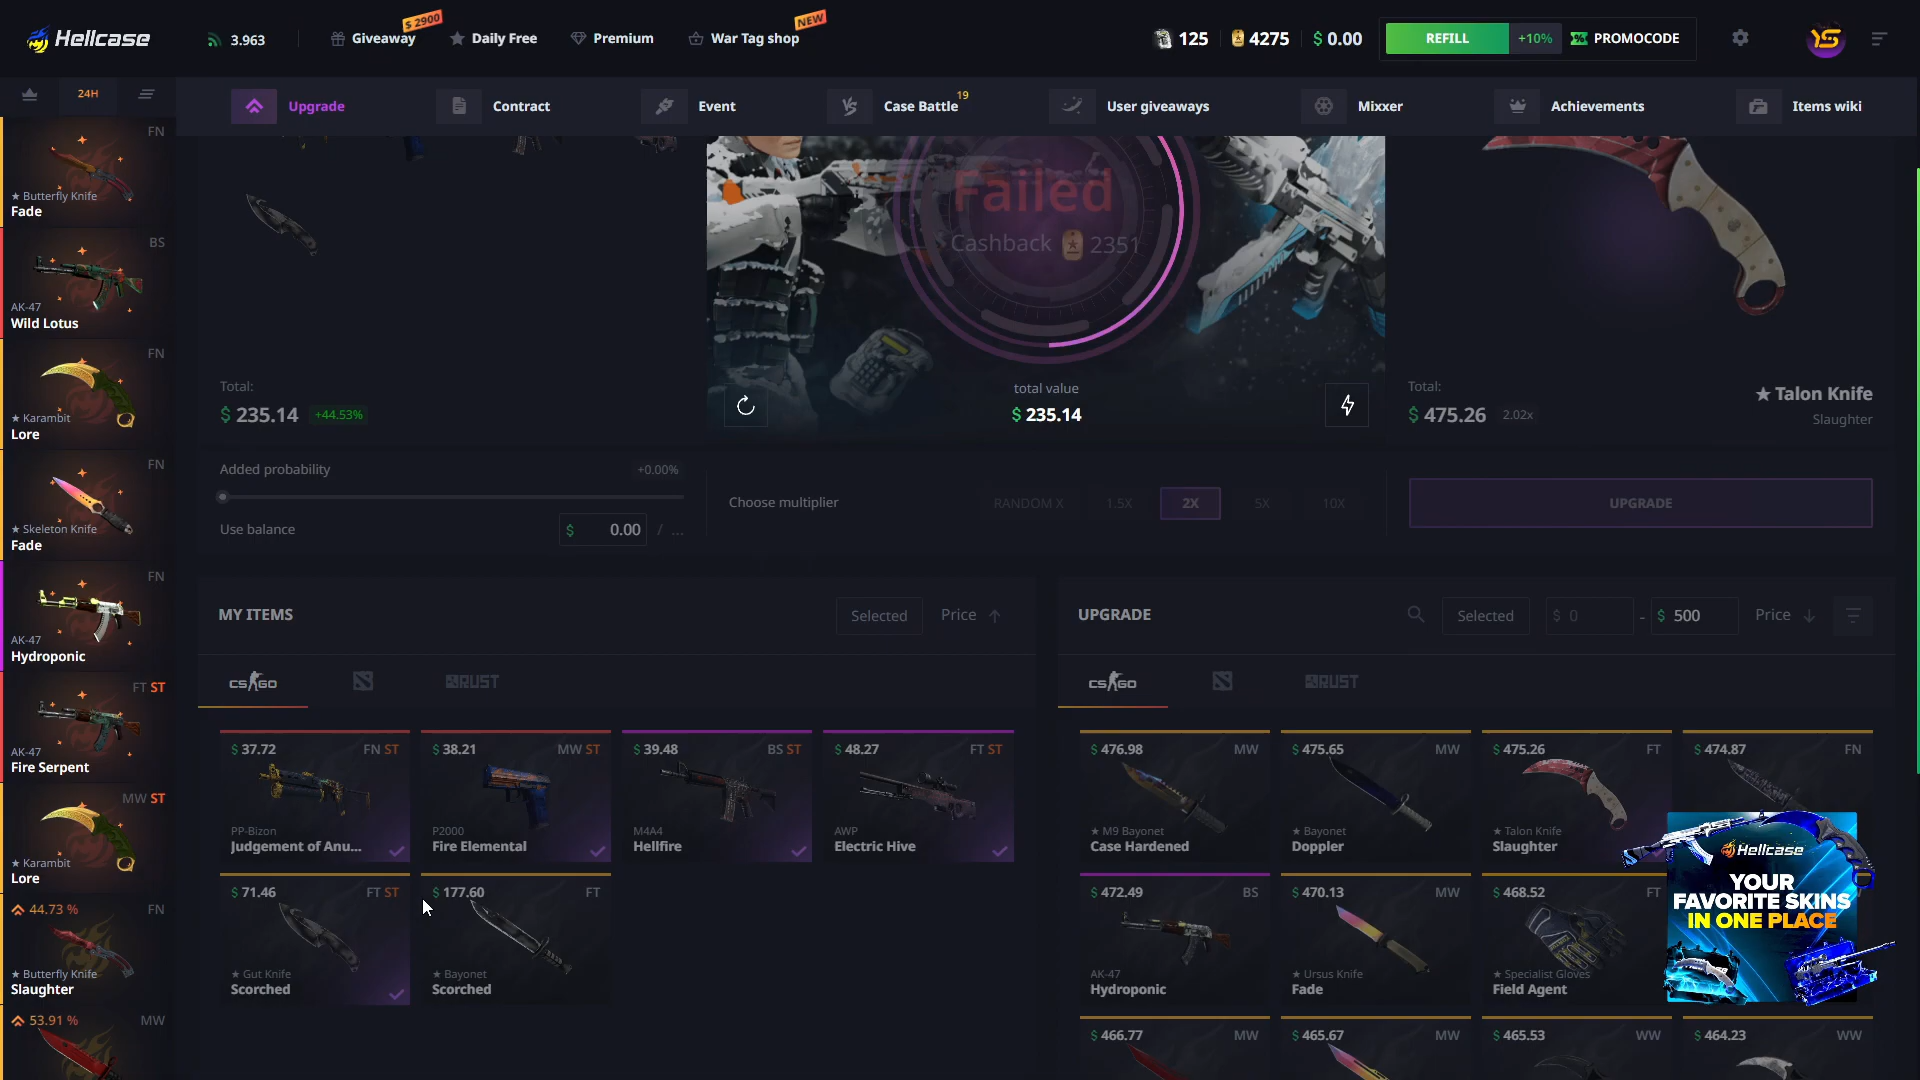 Hellcase
3.963
Giveaway
$ 2900
Daily Free
Premium
War Tag shop
NEW
125
4275
$ 0.00
REFILL
+10%
PROMOCODE
YS
24H
Upgrade
Contract
Event
Case Battle
19
User giveaways
Mixxer
Achievements
Items wiki
FN
★ Butterfly Knife
Fade
BS
AK-47
Wild Lotus
FN
★ Karambit
Lore
FN
★ Skeleton Knife
Fade
FN
AK-47
Hydroponic
FT ST
AK-47
Fire Serpent
MW ST
★ Karambit
Lore
44.73 % FN
★ Butterfly Knife
Slaughter
53.91 % MW
Failed
Cashback 2351
Total:
$ 235.14 +44.53%
total value
$ 235.14
Total:
$ 475.26 2.02x
★ Talon Knife
Slaughter
Added probability +0.00%
Use balance $ 0.00 / ...
Choose multiplier RANDOM X 1.5X 2X 5X 10X
UPGRADE
MY ITEMS Selected Price
CS GO RUST
$ 37.72 FN ST
PP-Bizon
Judgement of Anu...
$ 38.21 MW ST
P2000
Fire Elemental
$ 39.48 BS ST
M4A4
Hellfire
$ 48.27 FT ST
AWP
Electric Hive
$ 71.46 FT ST
★ Gut Knife
Scorched
$ 177.60 FT
★ Bayonet
Scorched
UPGRADE Selected $ 0 - $ 500 Price
CS GO RUST
$ 476.98 MW
★ M9 Bayonet
Case Hardened
$ 475.65 MW
★ Bayonet
Doppler
$ 475.26 FT
★ Talon Knife
Slaughter
$ 474.87 FN
$ 472.49 BS
AK-47
Hydroponic
$ 470.13 MW
★ Ursus Knife
Fade
$ 468.52 FT
★ Specialist Gloves
Field Agent
$ 466.77 MW
$ 465.67 MW
$ 465.53 WW
$ 464.23 WW
Hellcase
YOUR
FAVORITE SKINS
IN ONE PLACE